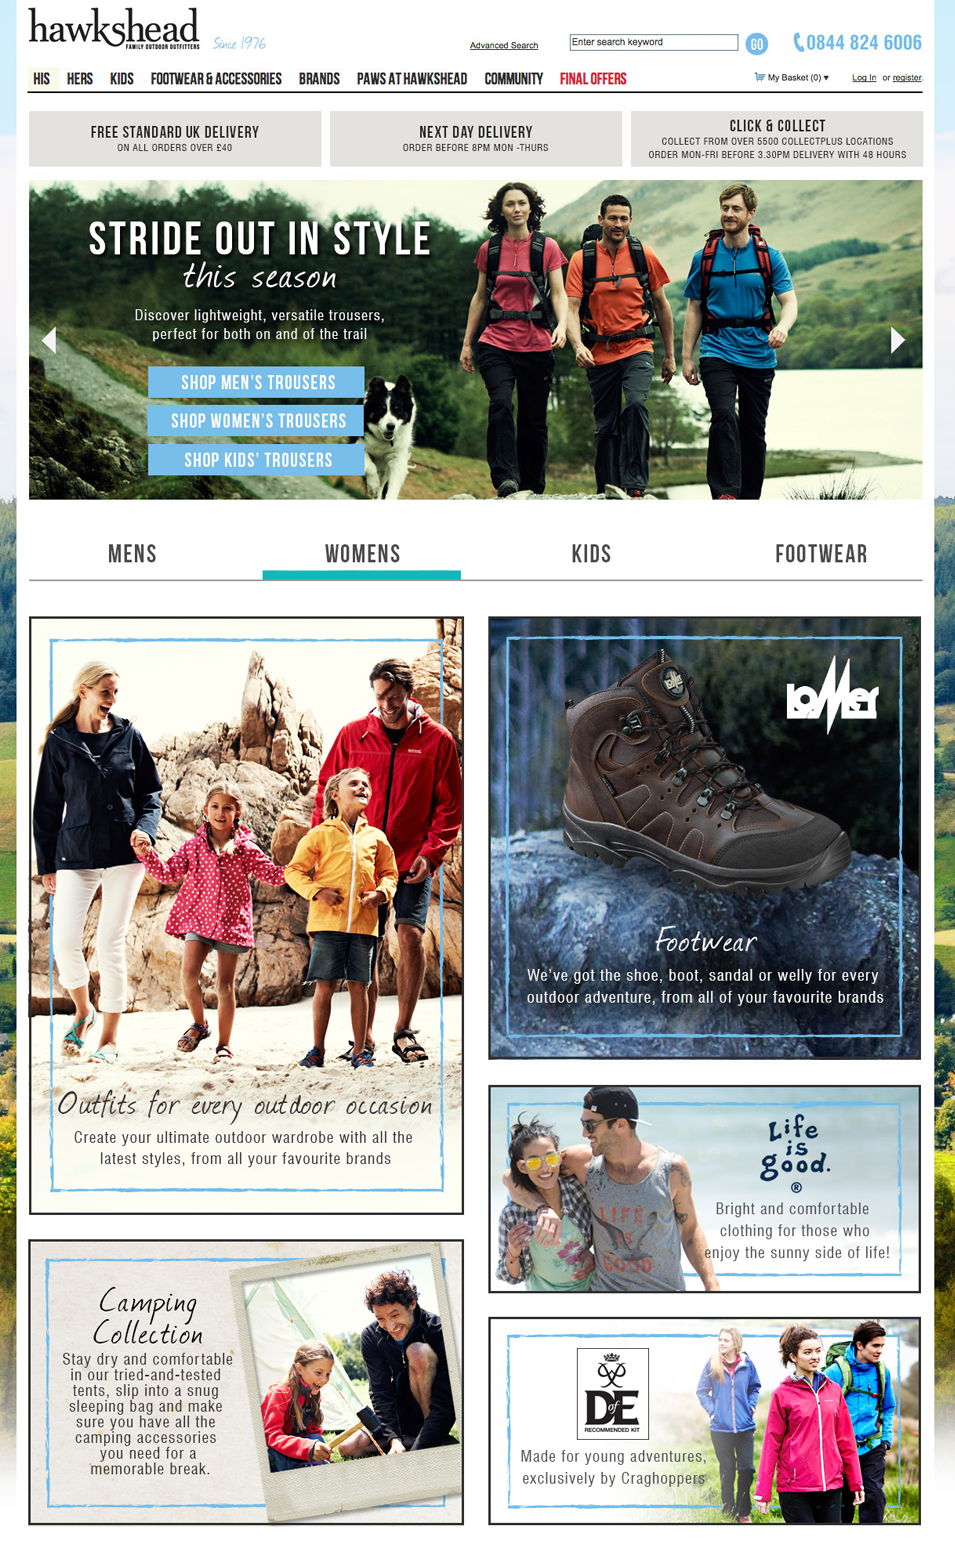 hawkshead
FAMILY OUTDOOR OUTFITTERS
Since 1976
Advanced Search
Enter search keyword
GO
0844 824 6006
HIS HERS KIDS FOOTWEAR & ACCESSORIES BRANDS PAWS AT HAWKSHEAD COMMUNITY FINAL OFFERS
My Basket (0) ▾
Log In or register.
FREE STANDARD UK DELIVERY
ON ALL ORDERS OVER £40
NEXT DAY DELIVERY
ORDER BEFORE 8PM MON -THURS
CLICK & COLLECT
COLLECT FROM OVER 5500 COLLECTPLUS LOCATIONS
ORDER MON-FRI BEFORE 3.30PM DELIVERY WITH 48 HOURS
STRIDE OUT IN STYLE
this season
Discover lightweight, versatile trousers,
perfect for both on and of the trail
SHOP MEN'S TROUSERS
SHOP WOMEN'S TROUSERS
SHOP KIDS' TROUSERS
MENS WOMENS KIDS FOOTWEAR
Outfits for every outdoor occasion
Create your ultimate outdoor wardrobe with all the
latest styles, from all your favourite brands
LOMER
Footwear
We've got the shoe, boot, sandal or welly for every
outdoor adventure, from all of your favourite brands
LIFE
IS
GOOD
Life
is
good.
®
Bright and comfortable
clothing for those who
enjoy the sunny side of life!
Camping
Collection
Stay dry and comfortable
in our tried-and-tested
tents, slip into a snug
sleeping bag and make
sure you have all the
camping accessories
you need for a
memorable break.
DofE
RECOMMENDED KIT
Made for young adventures,
exclusively by Craghoppers